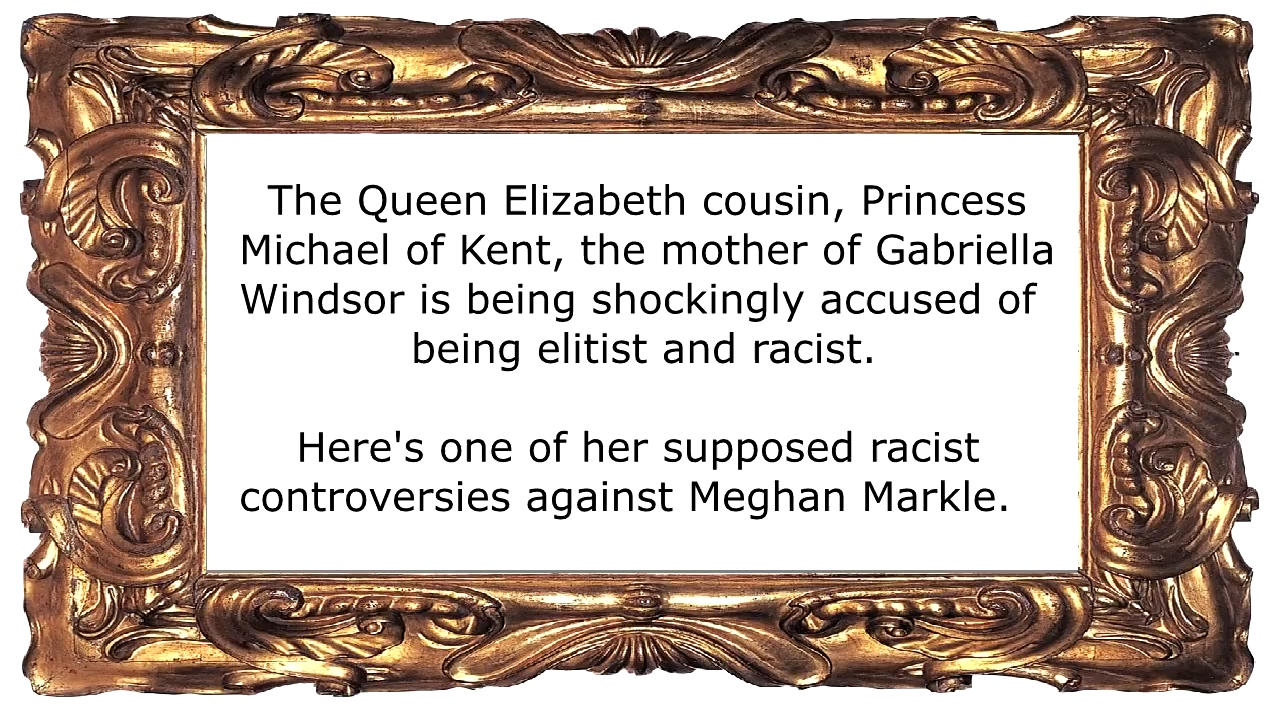 The Queen Elizabeth cousin, Princess
Michael of Kent, the mother of Gabriella
Windsor is being shockingly accused of
being elitist and racist.
Here's one of her supposed racist
controversies against Meghan Markle.